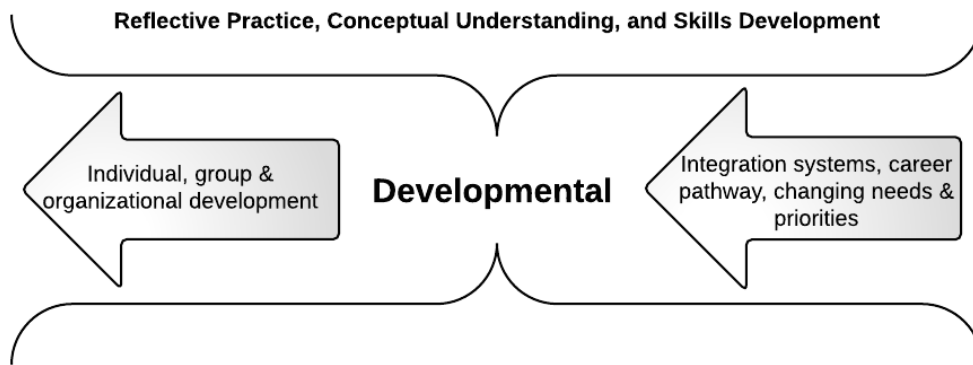 Reflective Practice, Conceptual Understanding, and Skills Development
Individual, group &
organizational development
Developmental
Integration systems, career
pathway, changing needs &
priorities